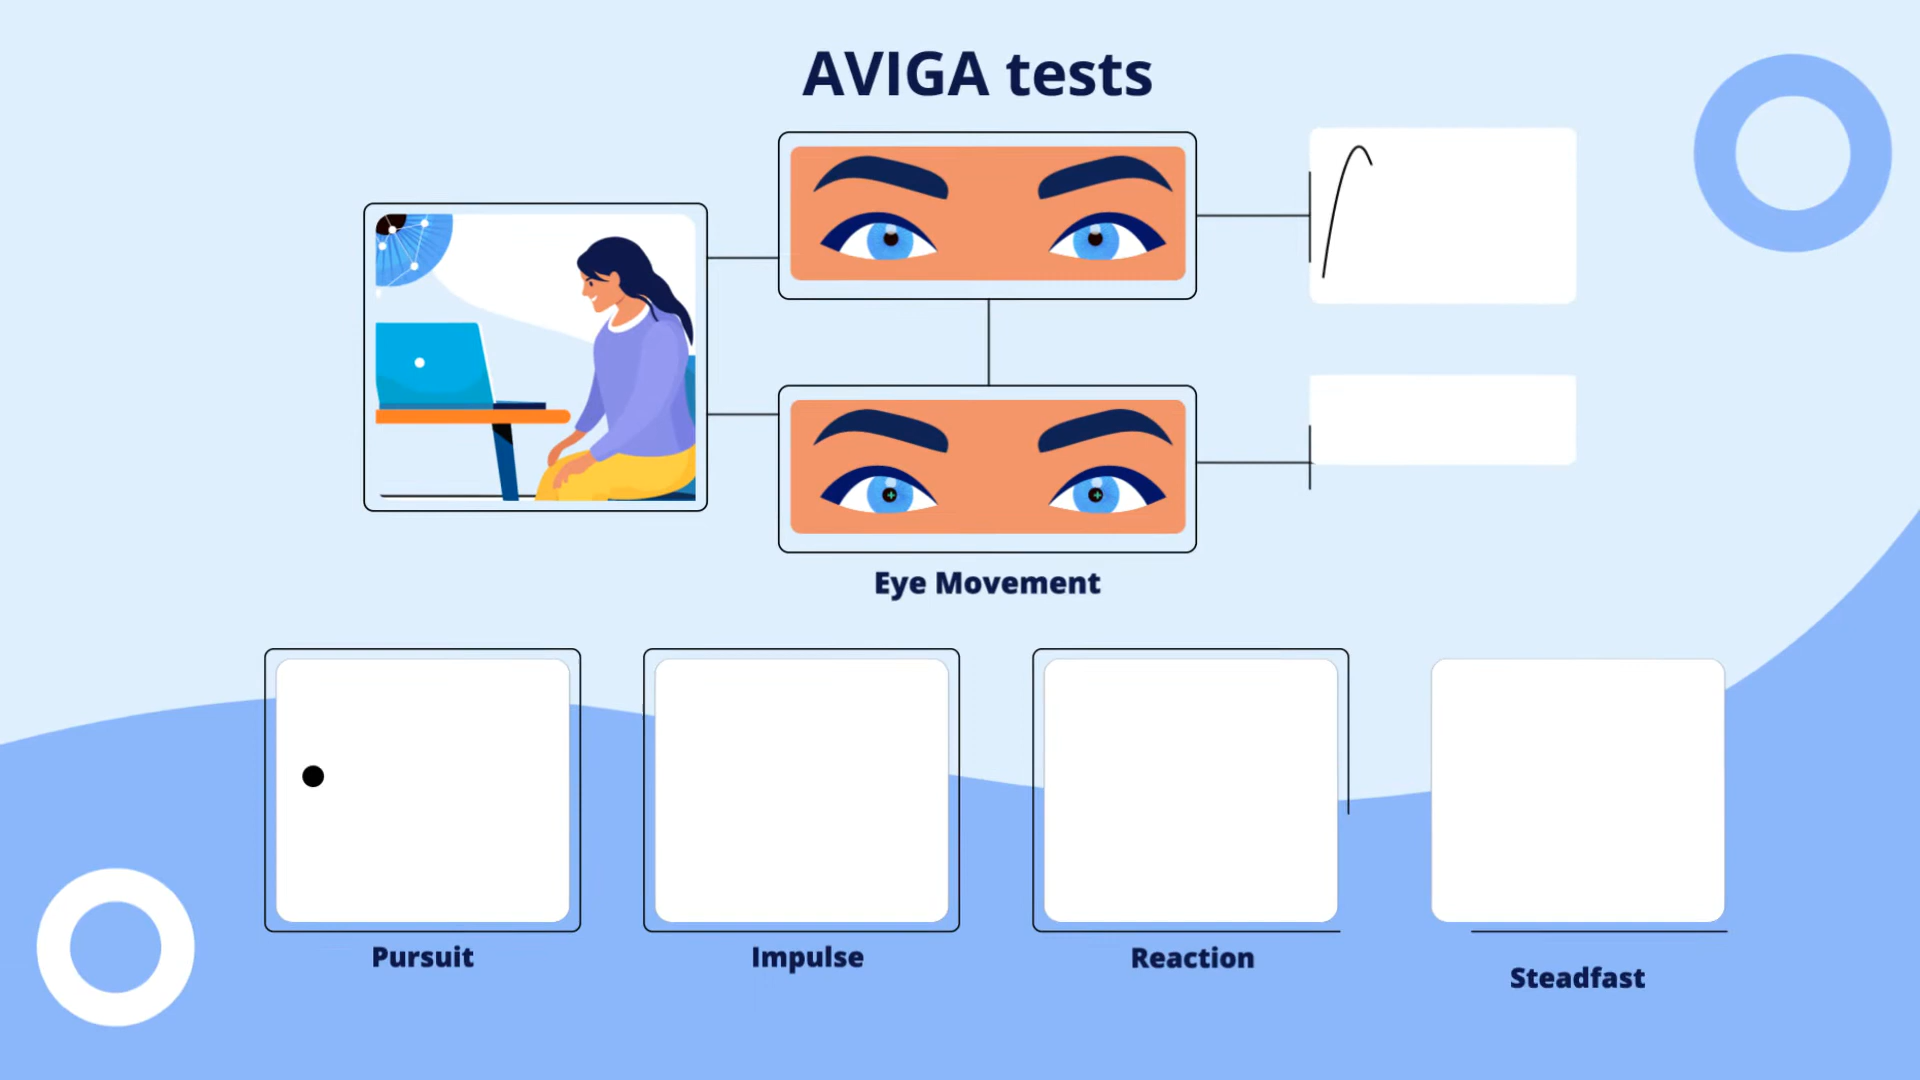 AVIGA tests
Eye Movement
Pursuit
Impulse
Reaction
Steadfast